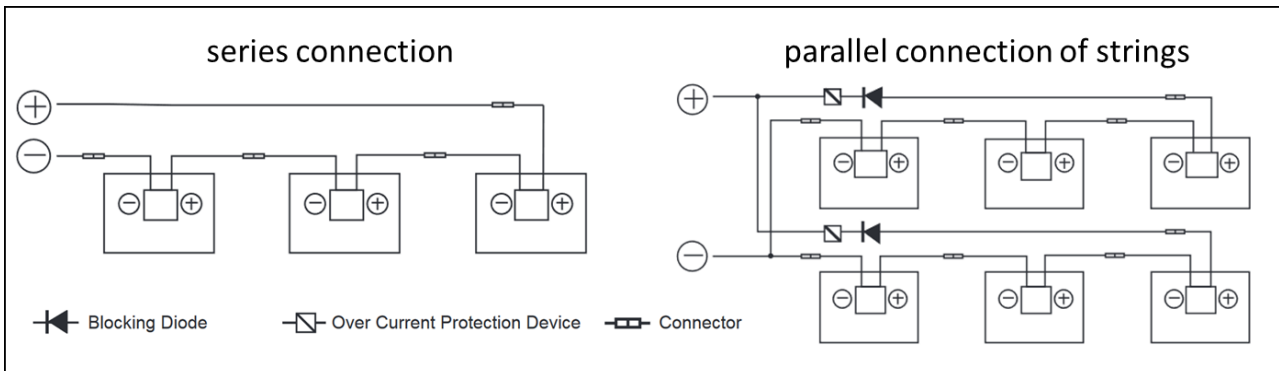 series connection
parallel connection of strings
+
−
− +
− +
− +
+
−
− +
− +
− +
− +
− +
− +
Blocking Diode
Over Current Protection Device
Connector